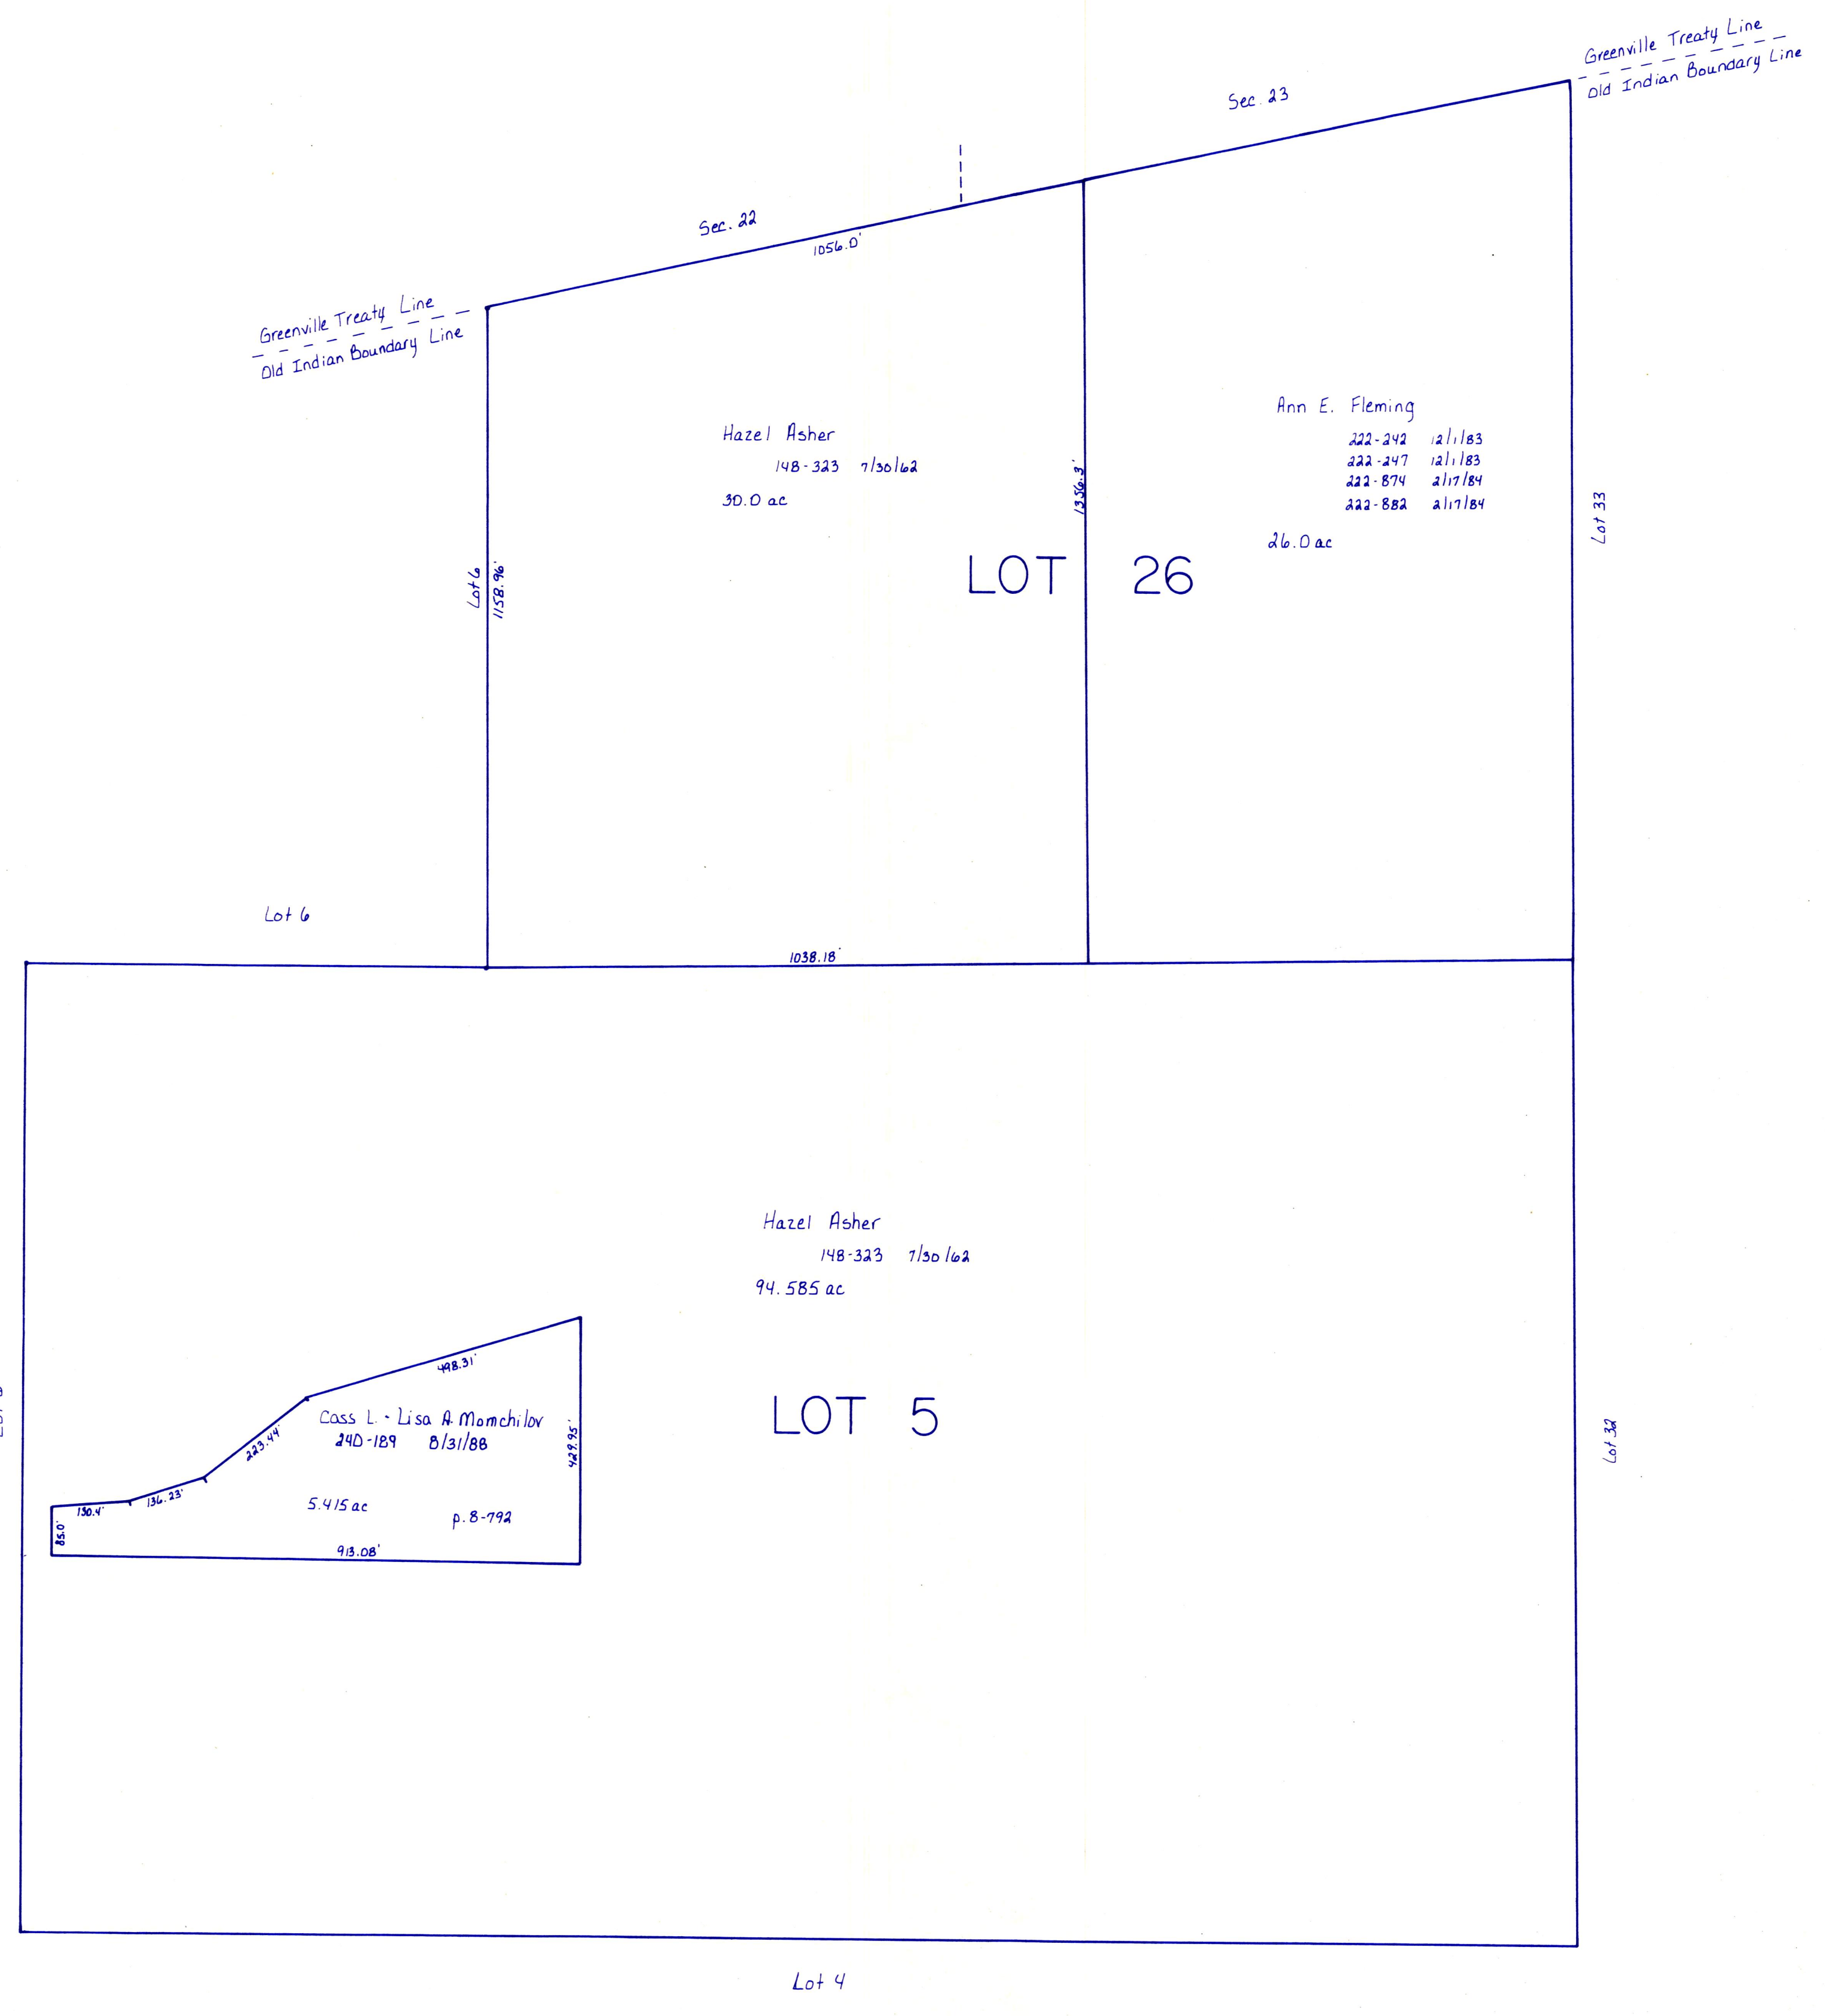 Greenville Treaty Line
Old Indian Boundary Line
Sec. 23
Sec. 22
1056.0'
Greenville Treaty Line
Old Indian Boundary Line
Hazel Asher
148-323 7/30/62
30.0 ac
1356.3'
Ann E. Fleming
222-242 12/1/83
222-247 12/1/83
222-874 2/17/84
222-882 2/17/84
26.0 ac
Lot 33
LOT 26
Lot 6
1158.96'
Lot 6
1038.18'
Hazel Asher
148-323 7/30/62
94.585 ac
LOT 5
498.31'
Cass L. - Lisa A. Momchilov
240-189 8/31/88
223.44'
429.95'
136.23'
130.4'
5.415 ac
p. 8-792
85.0'
913.08'
Lot 32
Lot 4